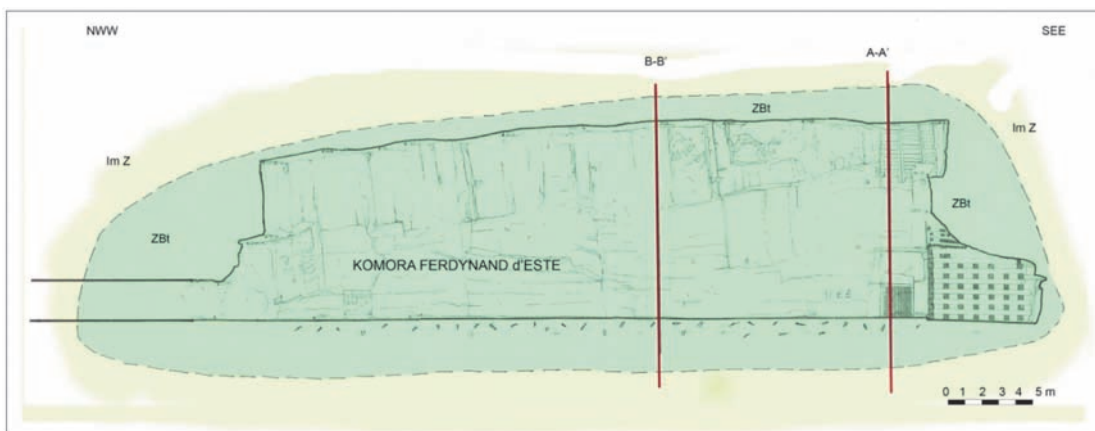 NWW
SEE
B-B'
A-A'
ZBt
Im Z
Im Z
ZBt
ZBt
KOMORA FERDYNAND d'ESTE
0 1 2 3 4 5 m